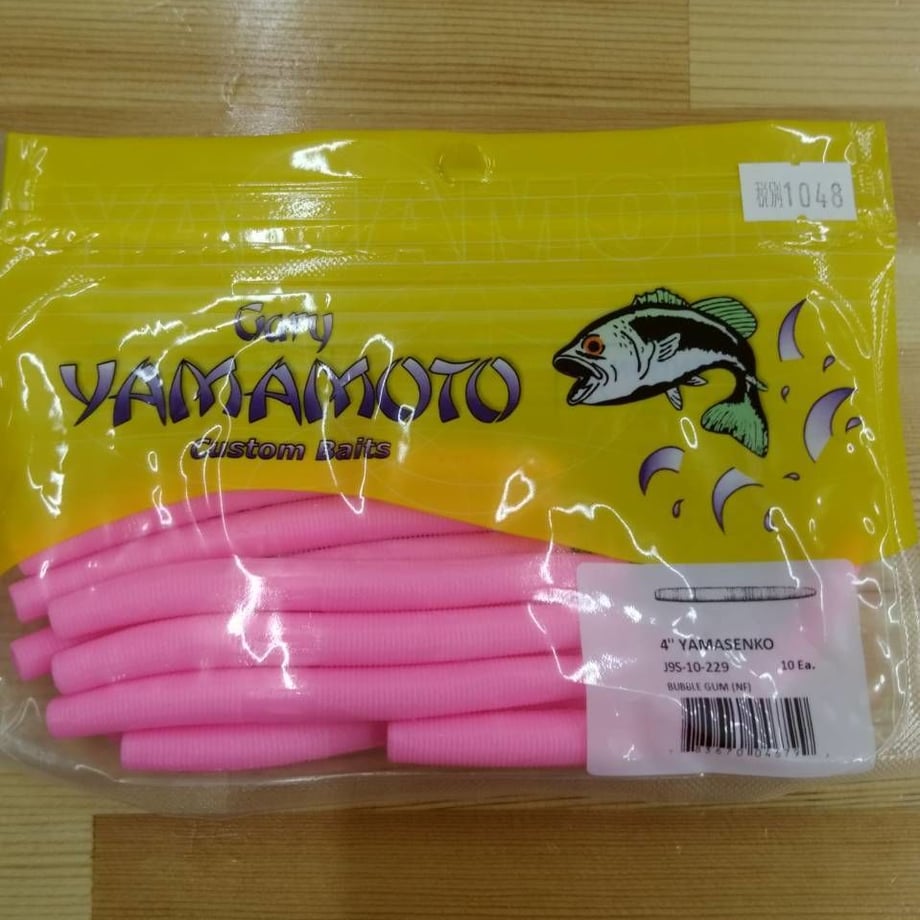 税別1048
Gary
YAMAMOTO
Custom Baits
4" YAMASENKO
J9S-10-229 10 Ea.
BUBBLE GUM (NF)